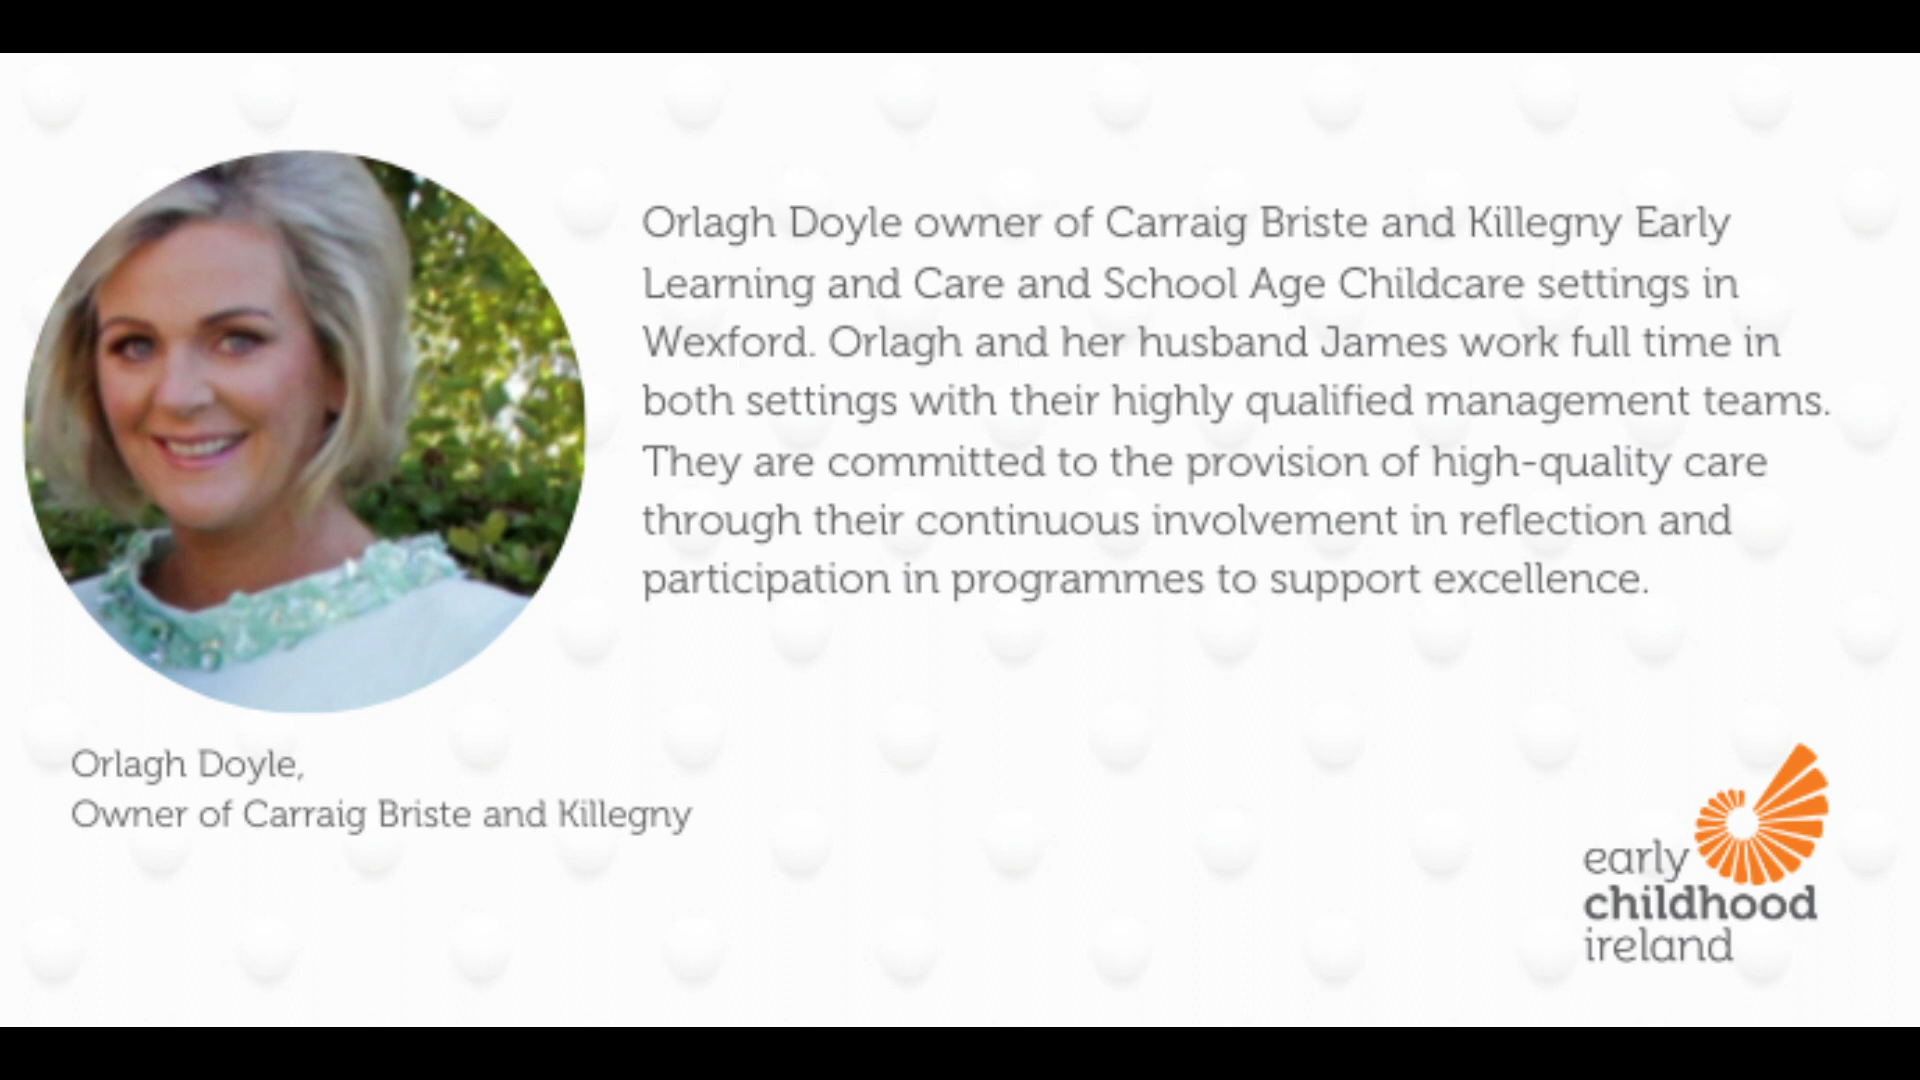 Orlagh Doyle owner of Carraig Briste and Killegny Early
Learning and Care and School Age Childcare settings in
Wexford. Orlagh and her husband James work full time in
both settings with their highly qualified management teams.
They are committed to the provision of high-quality care
through their continuous involvement in reflection and
participation in programmes to support excellence.
Orlagh Doyle,
Owner of Carraig Briste and Killegny
early
childhood
ireland